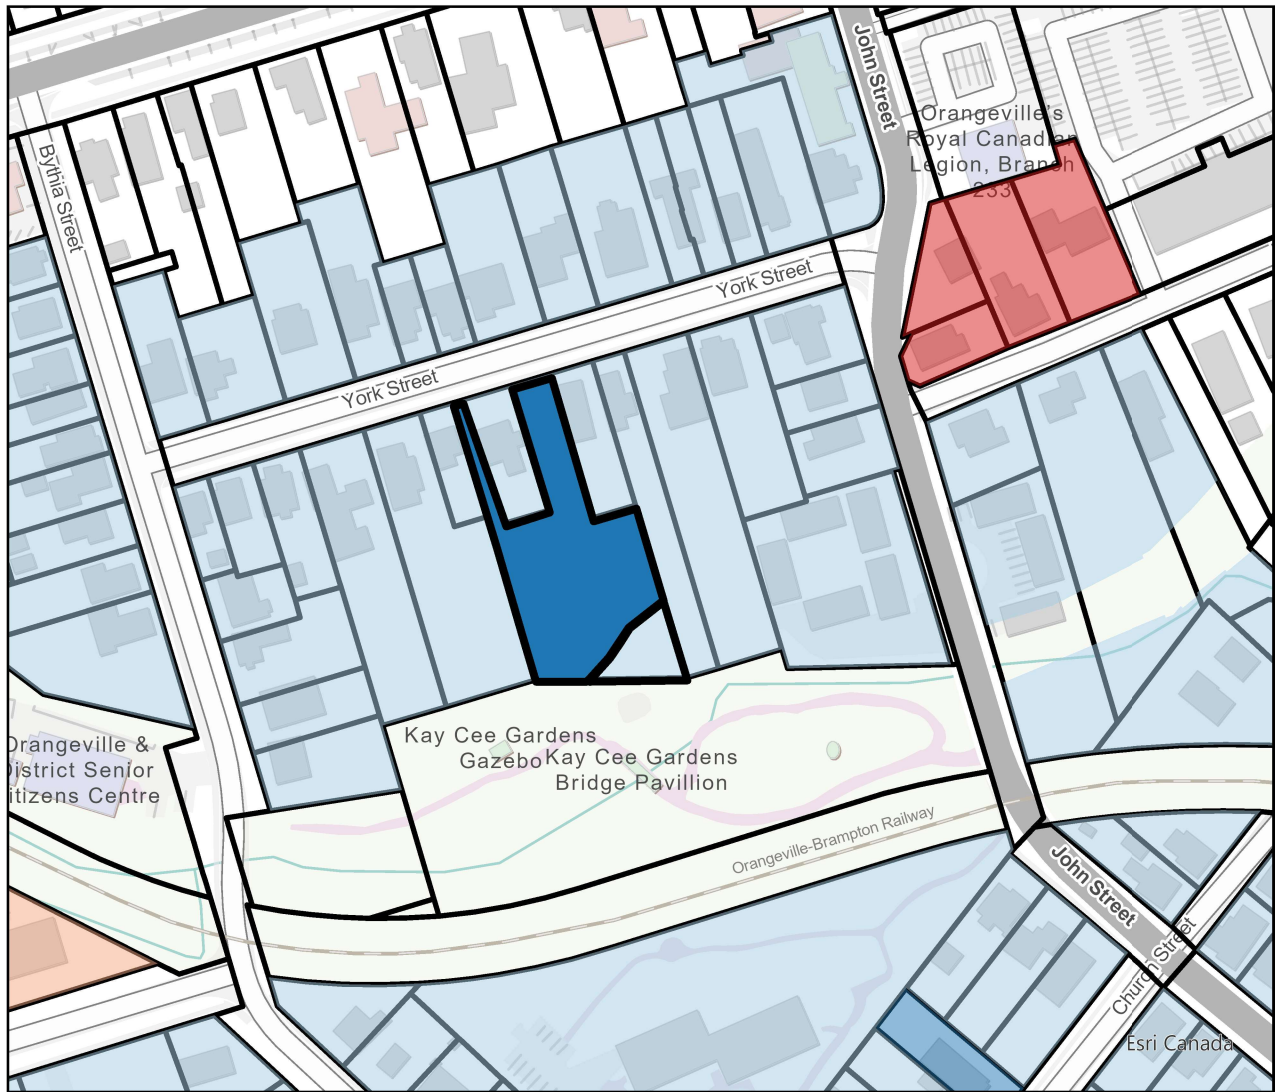 John Street
Orangeville's
Royal Canadian
Legion, Branch
233
Bythia Street
York Street
York Street
Kay Cee Gardens
Gazebo
Kay Cee Gardens
Bridge Pavillion
Orangeville &
District Senior
itizens Centre
Orangeville-Brampton Railway
John Street
Church Street
Esri Canada